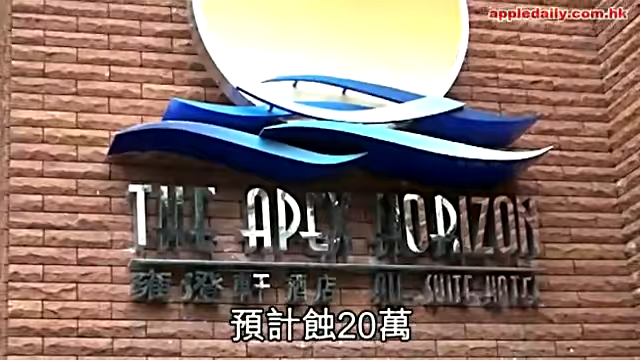 appledaily.com.hk
THE APEX HORIZON
雍澄軒酒店 ALL-SUITE HOTEL
預計蝕20萬